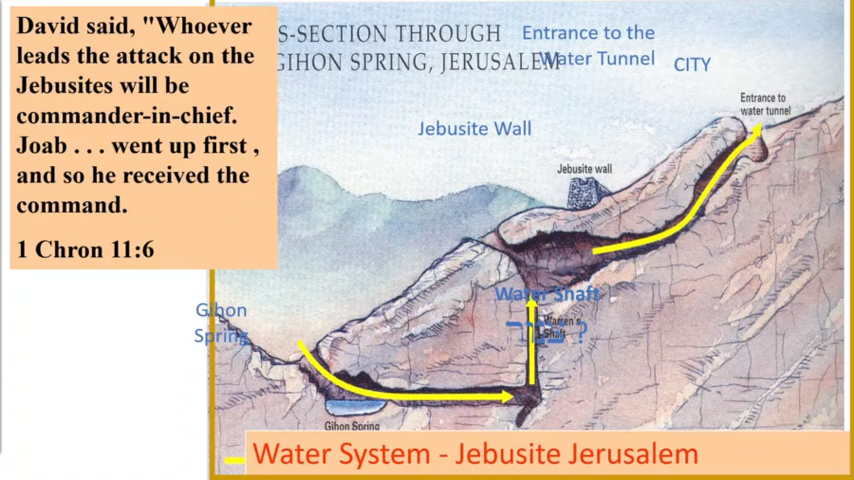 David said, "Whoever
leads the attack on the
Jebusites will be
commander-in-chief.
Joab . . . went up first ,
and so he received the
command.
1 Chron 11:6
S-SECTION THROUGH
GIHON SPRING, JERUSALEM
Entrance to the
Water Tunnel
CITY
Entrance to
water tunnel
Jebusite Wall
Jebusite wall
Water Shaft
Warren's
Shaft
?
Gihon
Spring
Gihon Spring
Water System - Jebusite Jerusalem